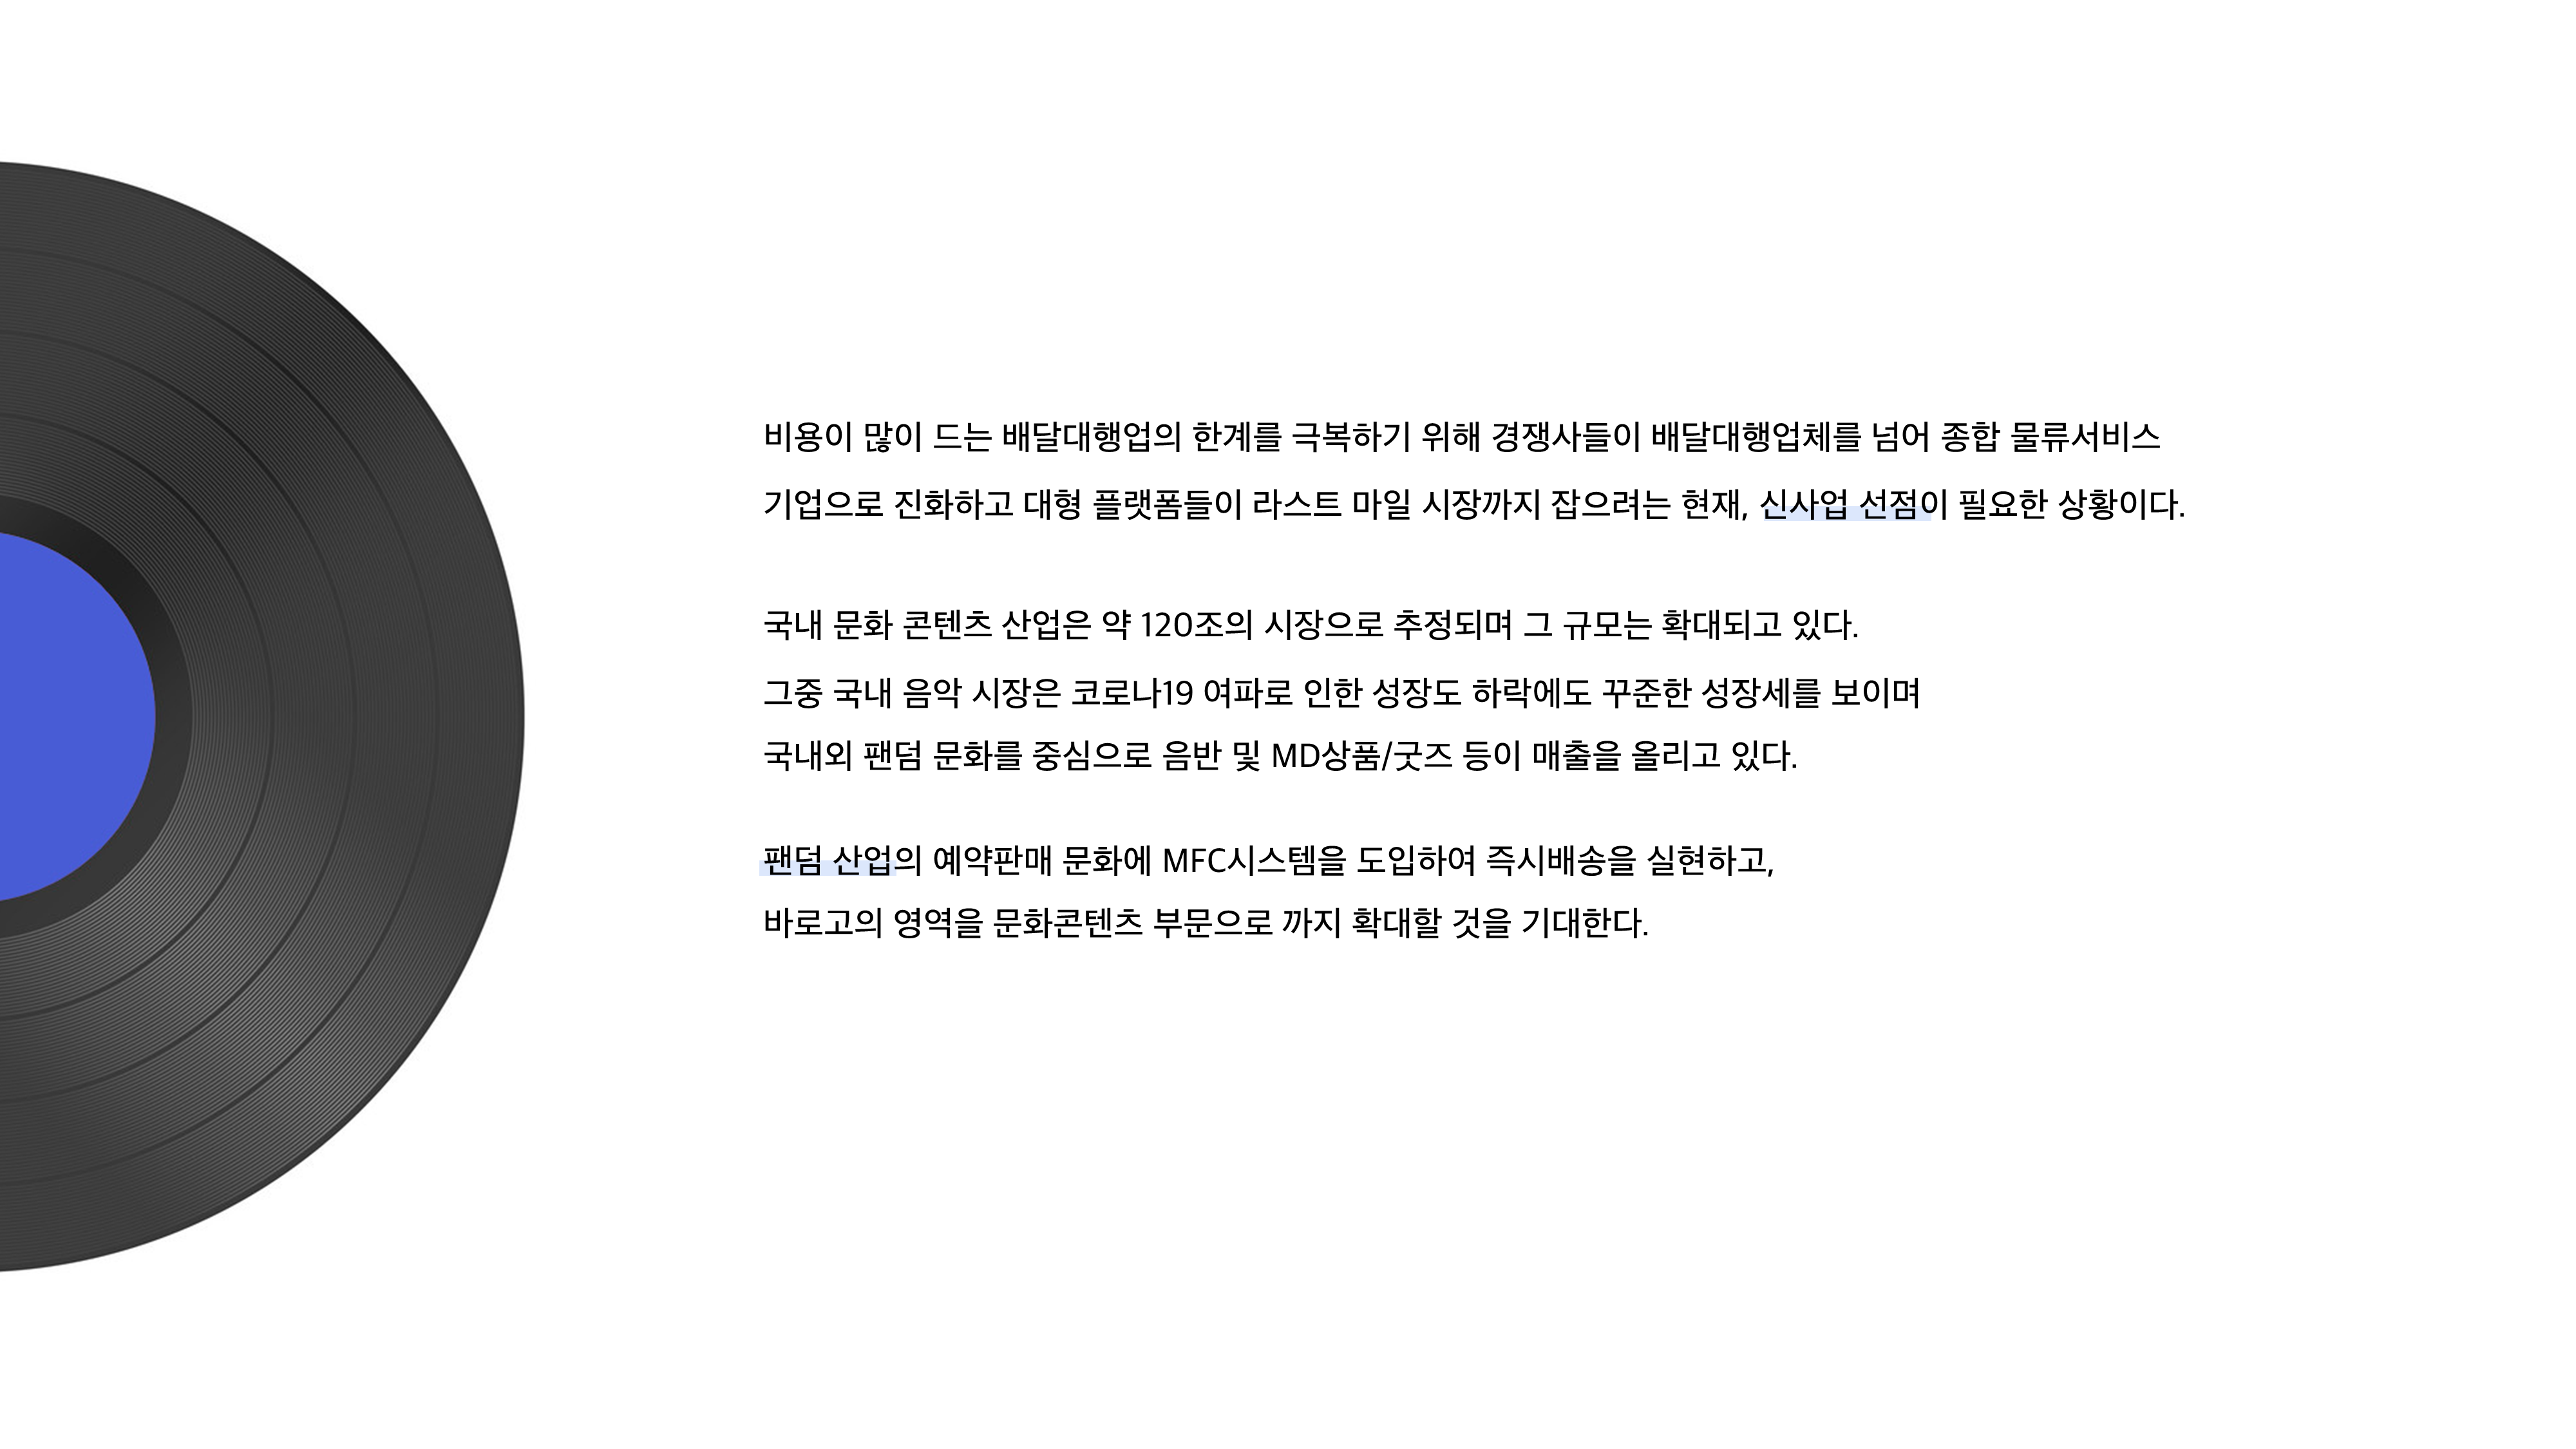 비용이 많이 드는 배달대행업의 한계를 극복하기 위해 경쟁사들이 배달대행업체를 넘어 종합 물류서비스
기업으로 진화하고 대형 플랫폼들이 라스트 마일 시장까지 잡으려는 현재, 신사업 선점이 필요한 상황이다.
국내 문화 콘텐츠 산업은 약 120조의 시장으로 추정되며 그 규모는 확대되고 있다.
그중 국내 음악 시장은 코로나19 여파로 인한 성장도 하락에도 꾸준한 성장세를 보이며
국내외 팬덤 문화를 중심으로 음반 및 MD상품/굿즈 등이 매출을 올리고 있다.
팬덤 산업의 예약판매 문화에 MFC시스템을 도입하여 즉시배송을 실현하고,
바로고의 영역을 문화콘텐츠 부문으로 까지 확대할 것을 기대한다.